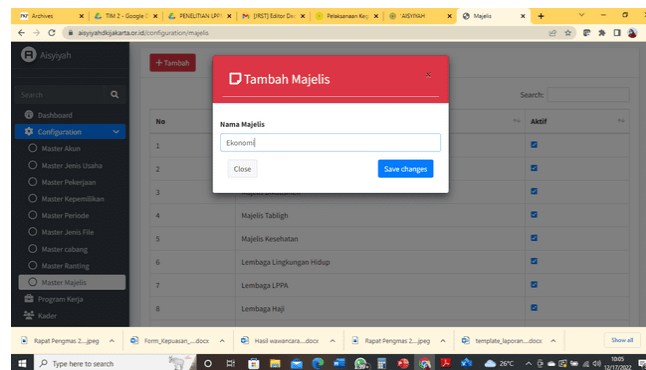 Archives
TIM 2 - Google
PENELITIAN LPP
[JRST] Editor De
Pelaksanaan Keg
'AISYIYAH
Majelis
aisyiyahdkijakarta.or.id/configuration/majelis
Aisyiyah
+ Tambah
Tambah Majelis
×
Search
Search:
Dashboard
No
Aktif
Configuration
Nama Majelis
Ekonomi
Master Akun
1
Master Jenis Usaha
2
Close
Save changes
Master Pekerjaan
Master Kepemilikan
3
Master Periode
4
Majelis Tabligh
Master Jenis File
5
Majelis Kesehatan
Master cabang
Master Ranting
6
Lembaga Lingkungan Hidup
Master Majelis
7
Lembaga LPPA
Program Kerja
8
Lembaga Haji
Kader
Rapat Pengmas 2....jpeg
Form_Kepuasan_....docx
Hasil wawancara...docx
Rapat Pengmas 2....jpeg
template_laporan....docx
Show all
Type here to search
26°C
10:05
12/17/2022